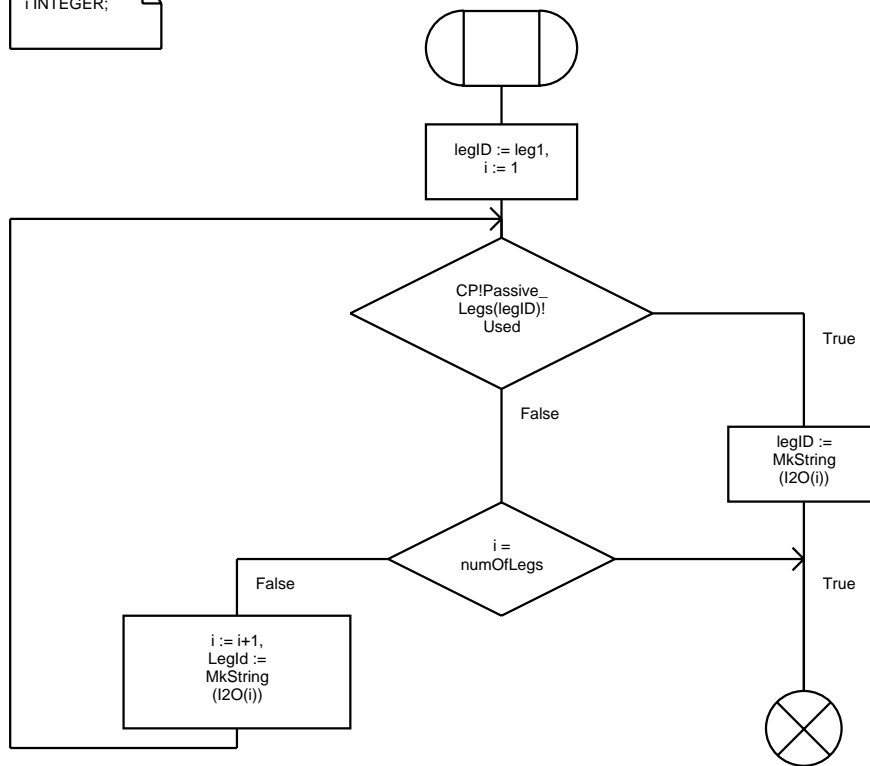 i INTEGER;
legID := leg1,
i := 1
CP!Passive_
Legs(legID)!
Used
True
False
legID :=
MkString
(I2O(i))
i =
numOfLegs
False
True
i := i+1,
LegId :=
MkString
(I2O(i))